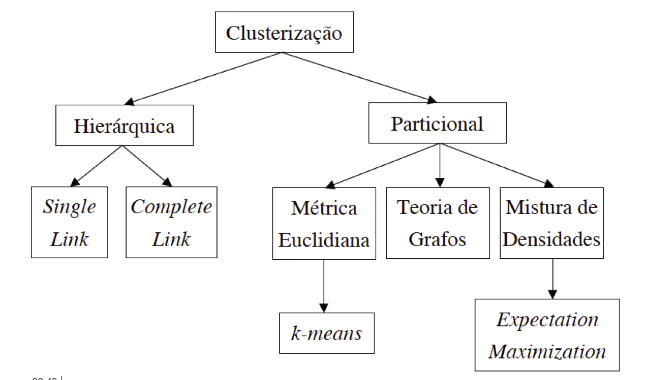 Clusterização
Hierárquica
Particional
Single
Link
Complete
Link
Métrica
Euclidiana
Teoria de
Grafos
Mistura de
Densidades
k-means
Expectation
Maximization